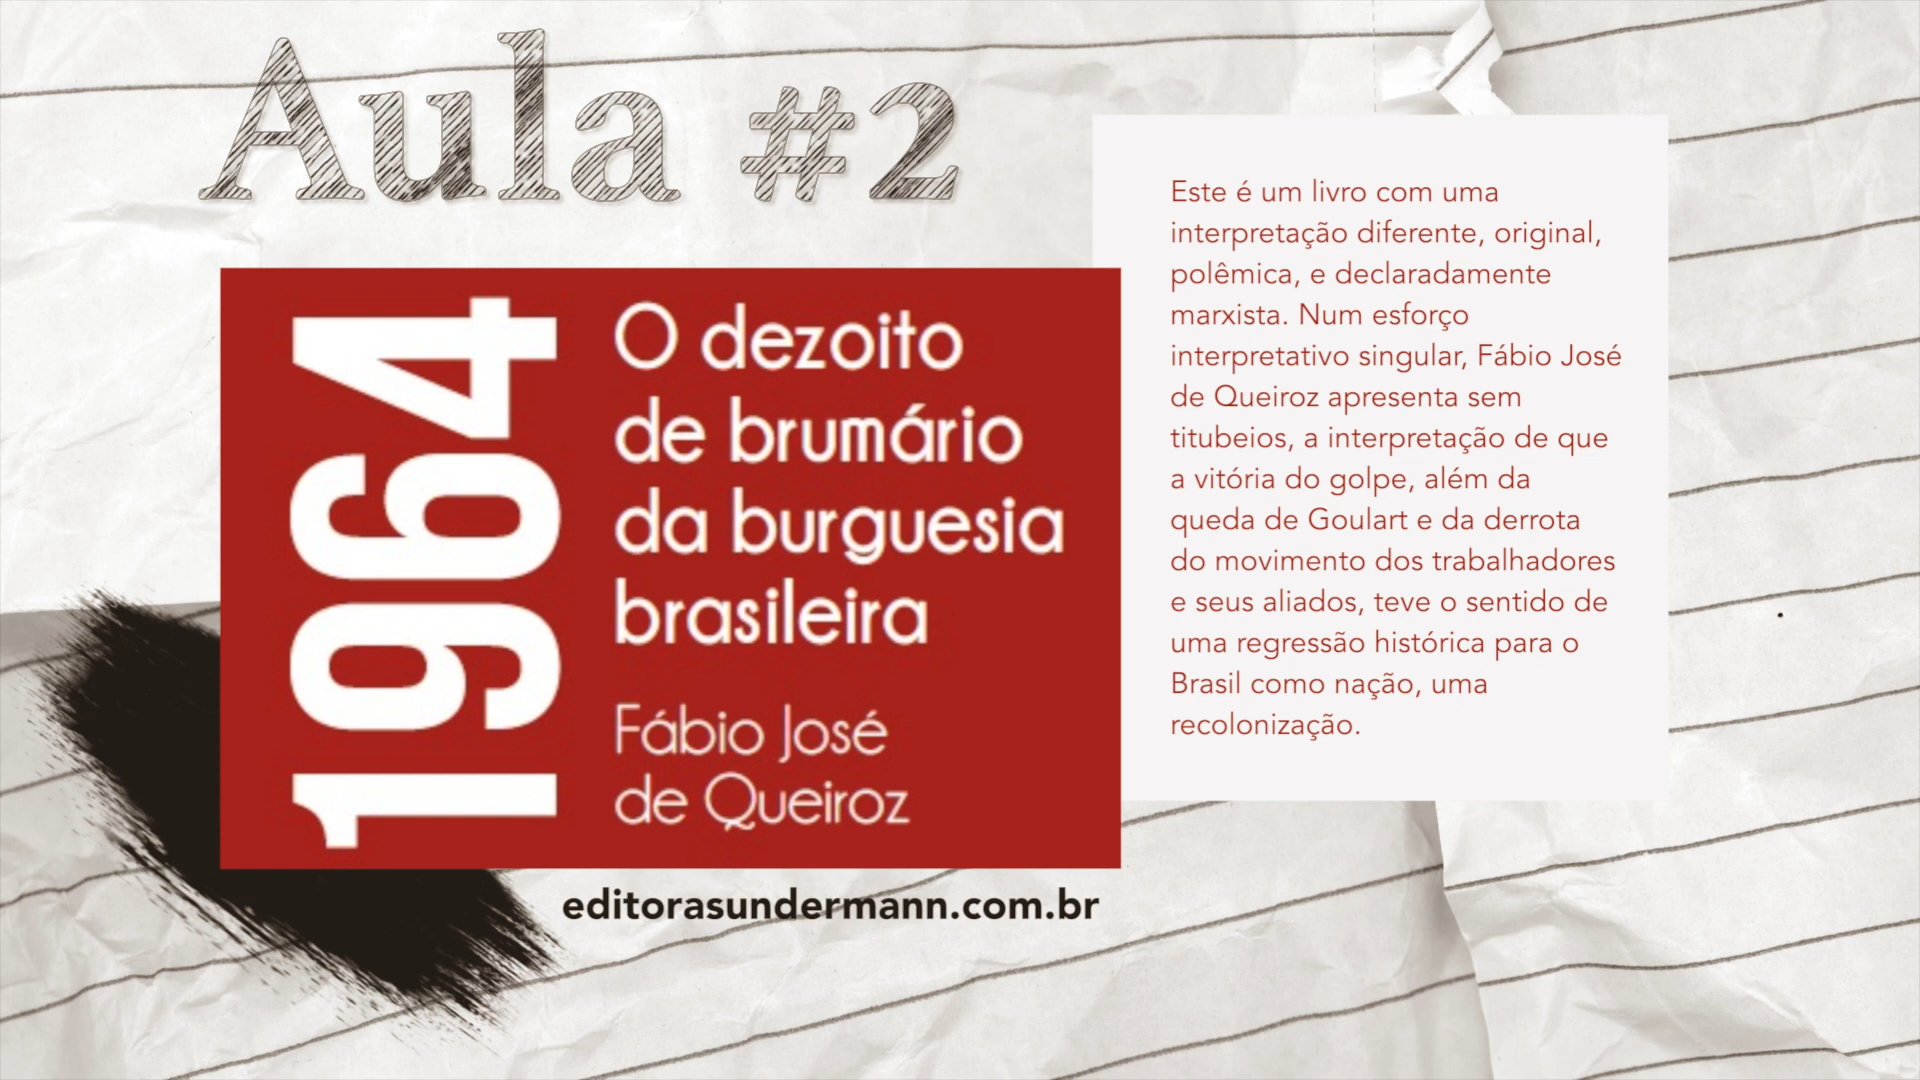 Aula #2
1964
O dezoito
de brumário
da burguesia
brasileira
Fábio José
de Queiroz
editorasundermann.com.br
Este é um livro com uma
interpretação diferente, original,
polêmica, e declaradamente
marxista. Num esforço
interpretativo singular, Fábio José
de Queiroz apresenta sem
titubeios, a interpretação de que
a vitória do golpe, além da
queda de Goulart e da derrota
do movimento dos trabalhadores
e seus aliados, teve o sentido de
uma regressão histórica para o
Brasil como nação, uma
recolonização.